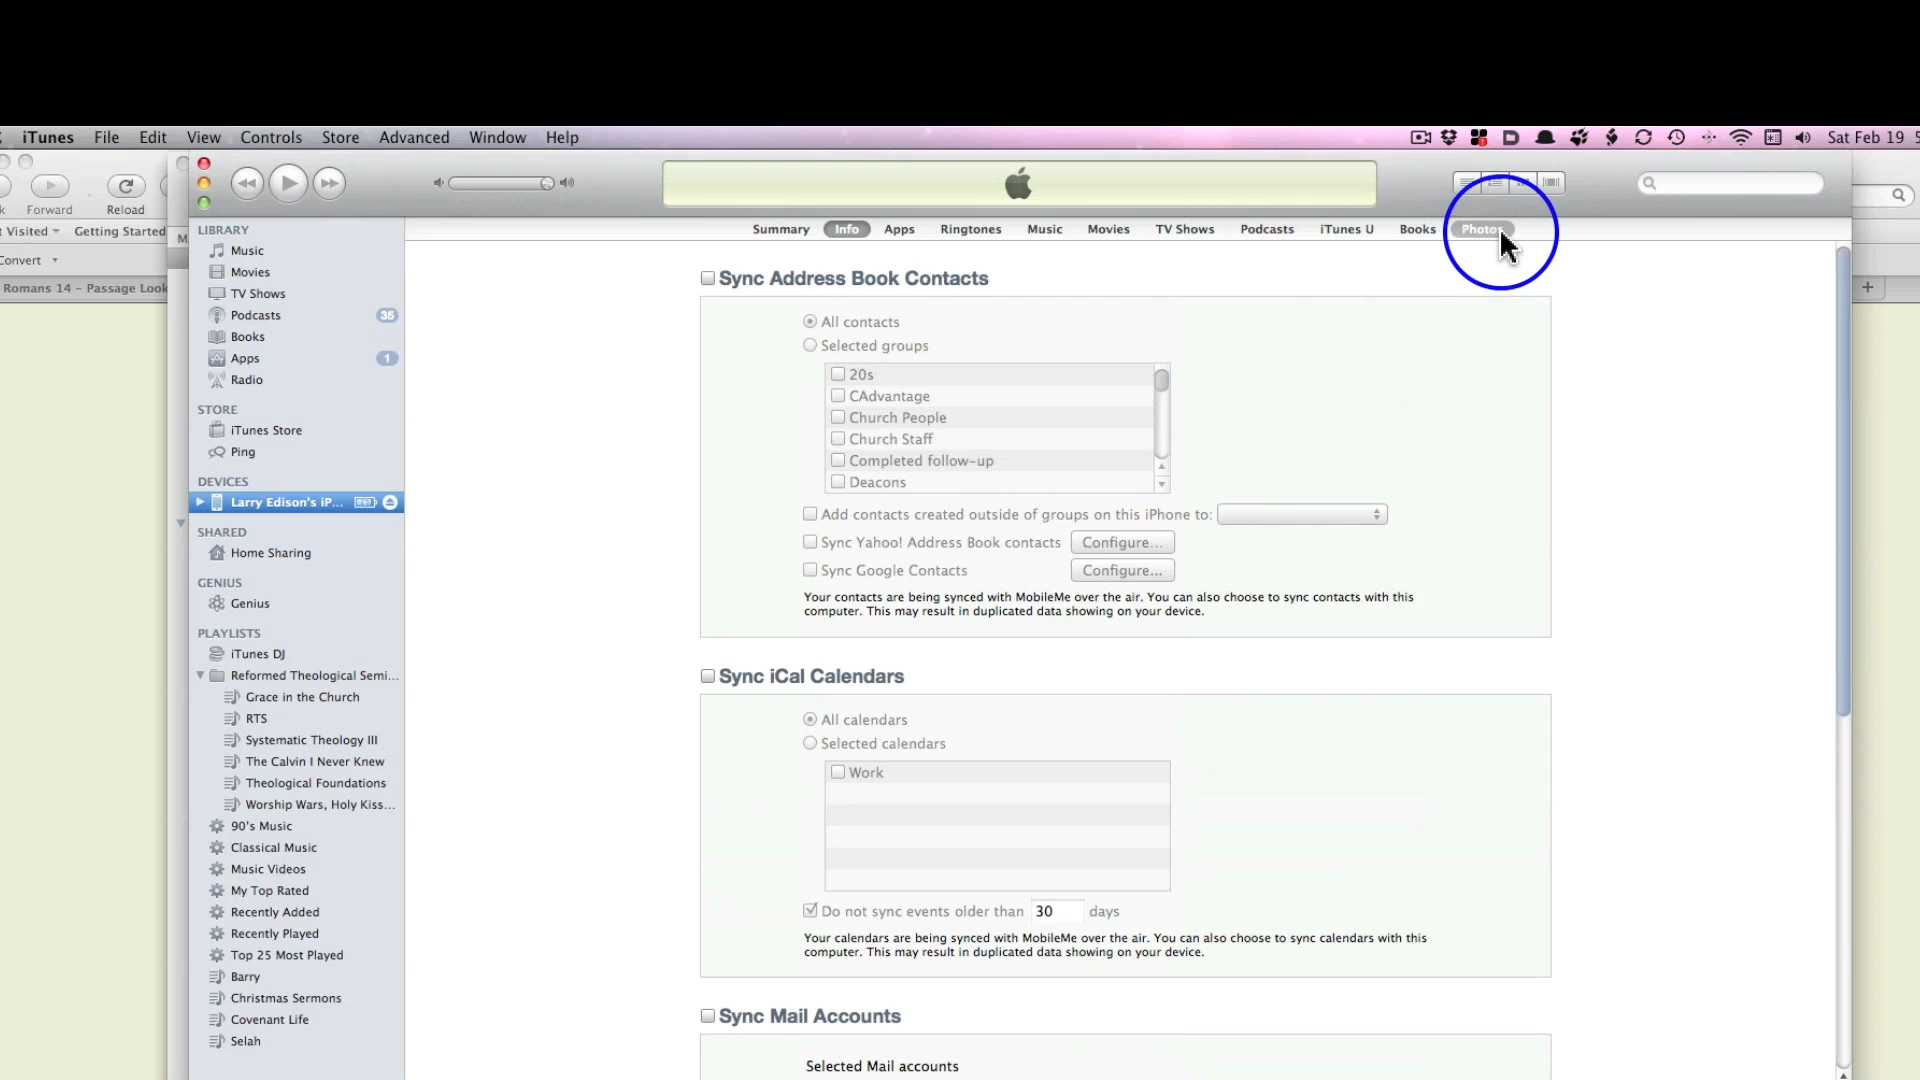 iTunes File Edit View Controls Store Advanced Window Help Sat Feb 19
Forward Reload
Visited Getting Started
Convert
Romans 14 – Passage Look
Summary Info Apps Ringtones Music Movies TV Shows Podcasts iTunes U Books Photos
LIBRARY
Music
Movies
TV Shows
Podcasts 35
Books
Apps 1
Radio
STORE
iTunes Store
Ping
DEVICES
Larry Edison's iP...
SHARED
Home Sharing
GENIUS
Genius
PLAYLISTS
iTunes DJ
Reformed Theological Semi...
Grace in the Church
RTS
Systematic Theology III
The Calvin I Never Knew
Theological Foundations
Worship Wars, Holy Kiss...
90's Music
Classical Music
Music Videos
My Top Rated
Recently Added
Recently Played
Top 25 Most Played
Barry
Christmas Sermons
Covenant Life
Selah
Sync Address Book Contacts
All contacts
Selected groups
20s
CAdvantage
Church People
Church Staff
Completed follow-up
Deacons
Add contacts created outside of groups on this iPhone to:
Sync Yahoo! Address Book contacts Configure...
Sync Google Contacts Configure...
Your contacts are being synced with MobileMe over the air. You can also choose to sync contacts with this
computer. This may result in duplicated data showing on your device.
Sync iCal Calendars
All calendars
Selected calendars
Work
Do not sync events older than 30 days
Your calendars are being synced with MobileMe over the air. You can also choose to sync calendars with this
computer. This may result in duplicated data showing on your device.
Sync Mail Accounts
Selected Mail accounts